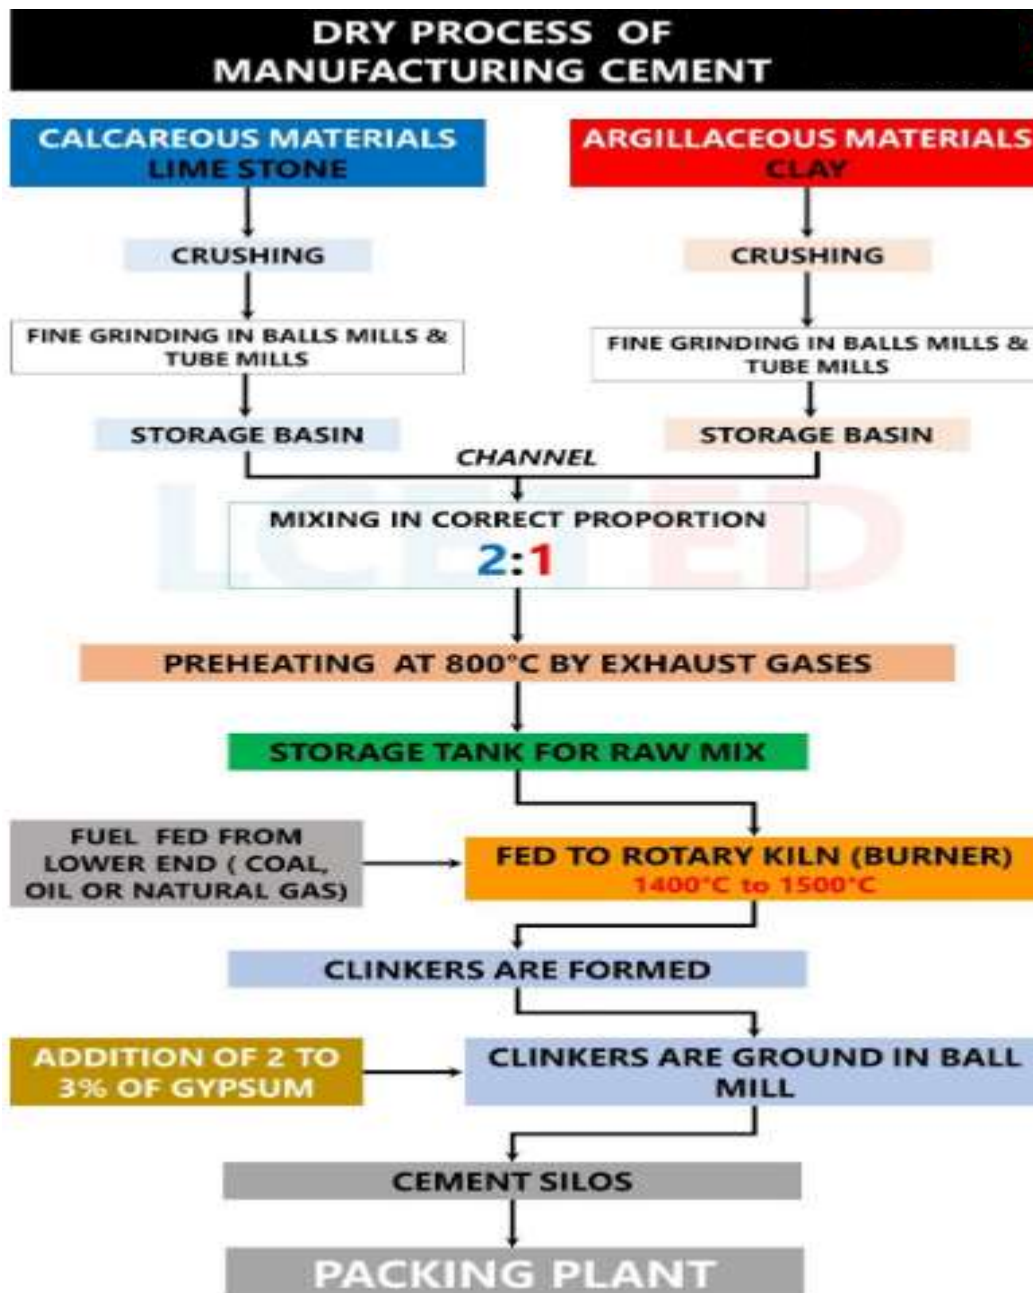 DRY PROCESS OF
MANUFACTURING CEMENT
CALCAREOUS MATERIALS
LIME STONE
ARGILLACEOUS MATERIALS
CLAY
CRUSHING
CRUSHING
FINE GRINDING IN BALLS MILLS &
TUBE MILLS
FINE GRINDING IN BALLS MILLS &
TUBE MILLS
STORAGE BASIN
STORAGE BASIN
CHANNEL
LCETED
MIXING IN CORRECT PROPORTION
2:1
PREHEATING AT 800°C BY EXHAUST GASES
STORAGE TANK FOR RAW MIX
FUEL FED FROM
LOWER END ( COAL,
OIL OR NATURAL GAS)
FED TO ROTARY KILN (BURNER)
1400°C to 1500°C
CLINKERS ARE FORMED
ADDITION OF 2 TO
3% OF GYPSUM
CLINKERS ARE GROUND IN BALL
MILL
CEMENT SILOS
PACKING PLANT